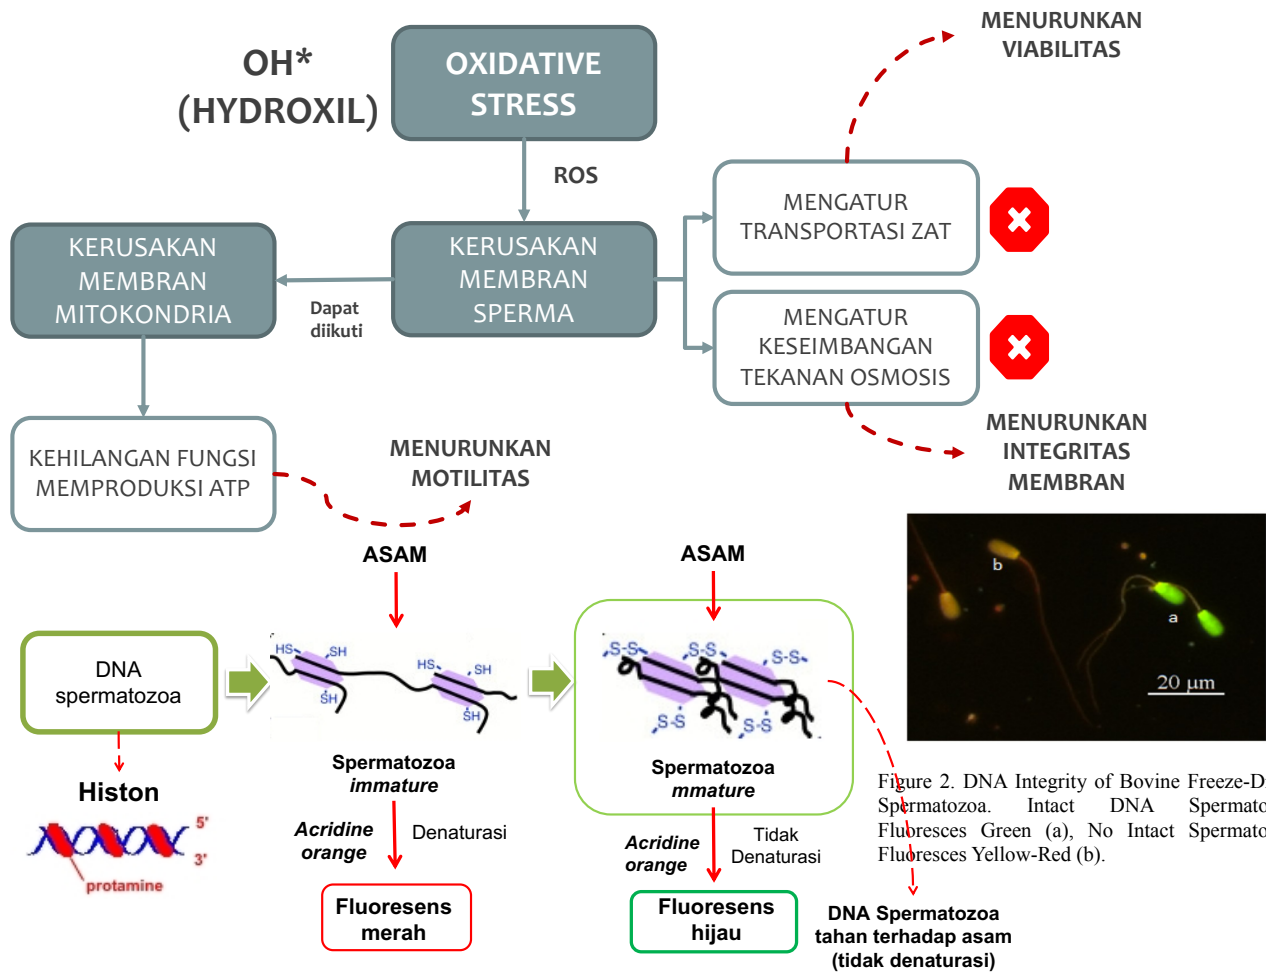 OH*
(HYDROXIL)
OXIDATIVE
STRESS
MENURUNKAN
VIABILITAS
ROS
MENGATUR
TRANSPORTASI ZAT
KERUSAKAN
MEMBRAN
MITOKONDRIA
Dapat
diikuti
KERUSAKAN
MEMBRAN
SPERMA
MENGATUR
KESEIMBANGAN
TEKANAN OSMOSIS
KEHILANGAN FUNGSI
MEMPRODUKSI ATP
MENURUNKAN
MOTILITAS
MENURUNKAN
INTEGRITAS
MEMBRAN
ASAM
ASAM
DNA
spermatozoa
HS
SH
SH
HS
SH
SH
S-S
S-S
S-S
S-S
S-S
b
a
20 µm
Histon
5'
3'
protamine
Spermatozoa
immature
Acridine
orange
Denaturasi
Fluoresens
merah
Spermatozoa
mmature
Acridine
orange
Tidak
Denaturasi
Fluoresens
hijau
DNA Spermatozoa
tahan terhadap asam
(tidak denaturasi)
Figure 2. DNA Integrity of Bovine Freeze-D
Spermatozoa. Intact DNA Spermato
Fluoresces Green (a), No Intact Spermato
Fluoresces Yellow-Red (b).